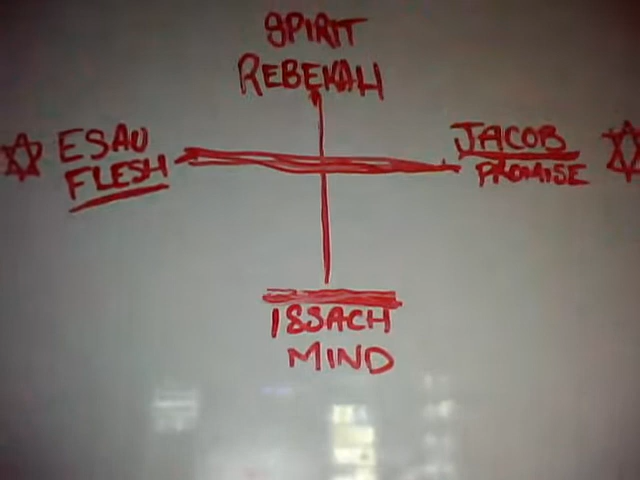 SPIRIT
REBEKAH
ESAU
FLESH
JACOB
PROMISE
ISSACH
MIND